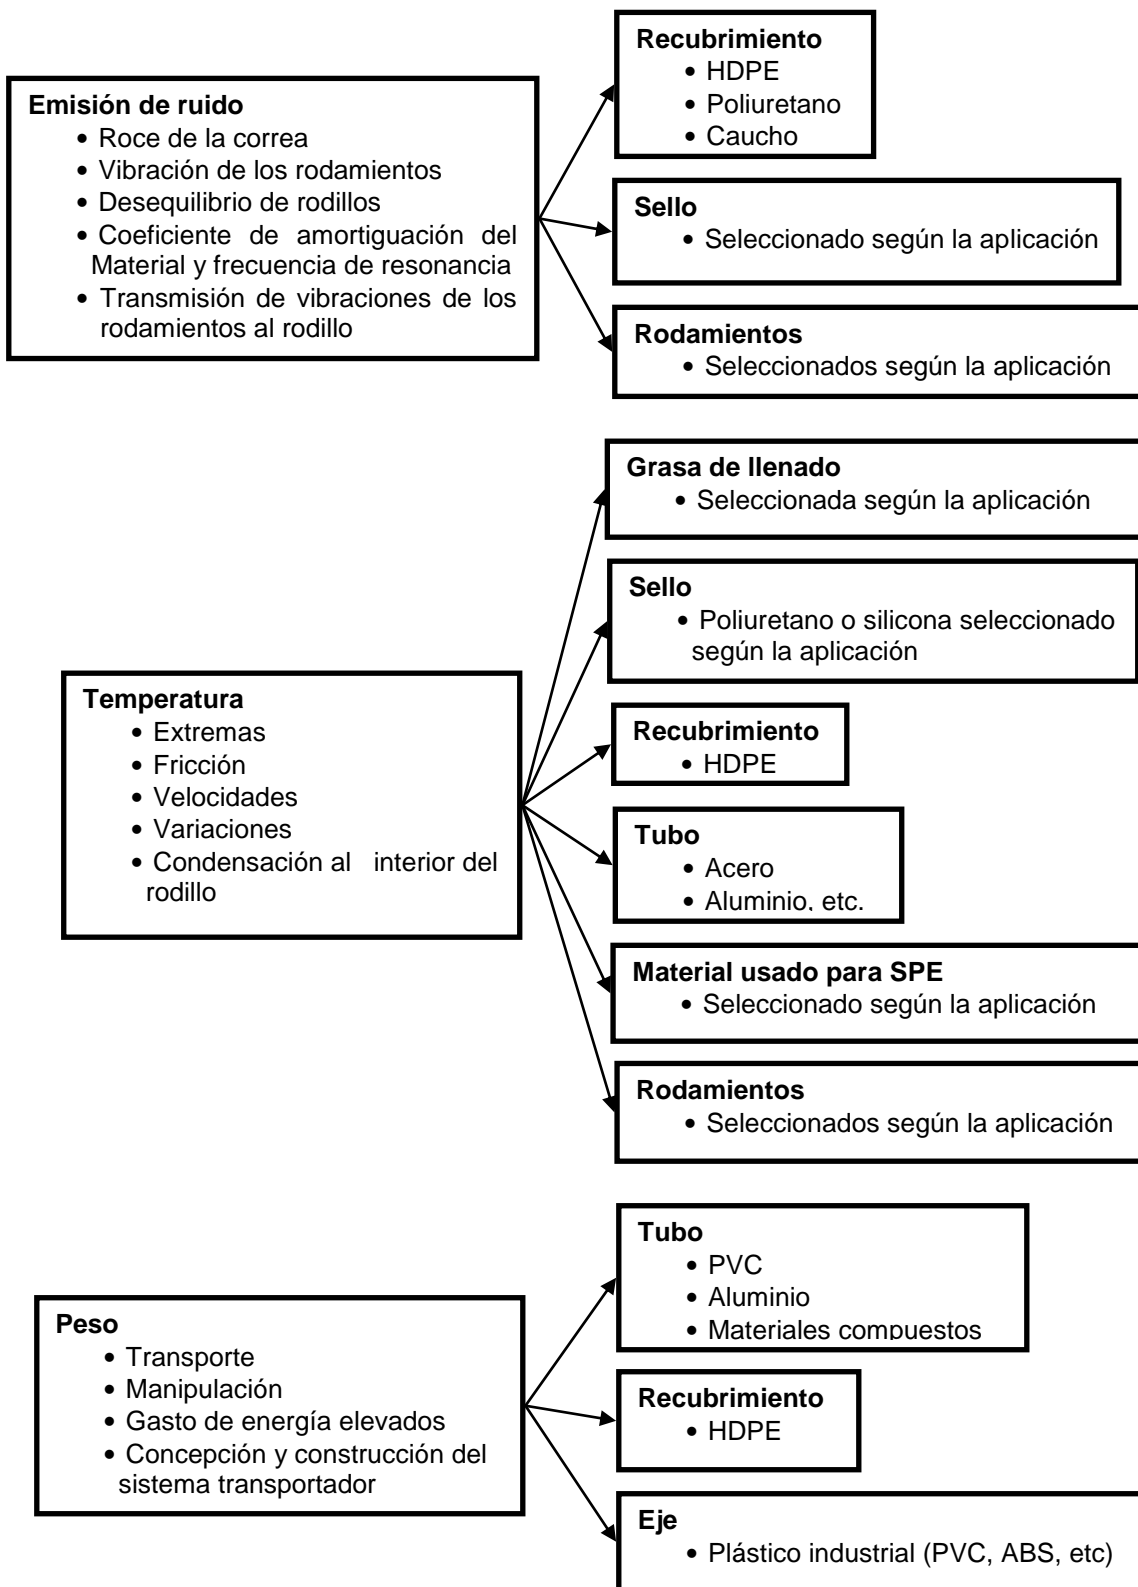 Emisión de ruido
• Roce de la correa
• Vibración de los rodamientos
• Desequilibrio de rodillos
• Coeficiente de amortiguación del
Material y frecuencia de resonancia
• Transmisión de vibraciones de los
rodamientos al rodillo
Recubrimiento
• HDPE
• Poliuretano
• Caucho
Sello
• Seleccionado según la aplicación
Rodamientos
• Seleccionados según la aplicación
Temperatura
• Extremas
• Fricción
• Velocidades
• Variaciones
• Condensación al interior del
rodillo
Grasa de llenado
• Seleccionada según la aplicación
Sello
• Poliuretano o silicona seleccionado
según la aplicación
Recubrimiento
• HDPE
Tubo
• Acero
• Aluminio, etc.
Material usado para SPE
• Seleccionado según la aplicación
Rodamientos
• Seleccionados según la aplicación
Peso
• Transporte
• Manipulación
• Gasto de energía elevados
• Concepción y construcción del
sistema transportador
Tubo
• PVC
• Aluminio
• Materiales compuestos
Recubrimiento
• HDPE
Eje
• Plástico industrial (PVC, ABS, etc)